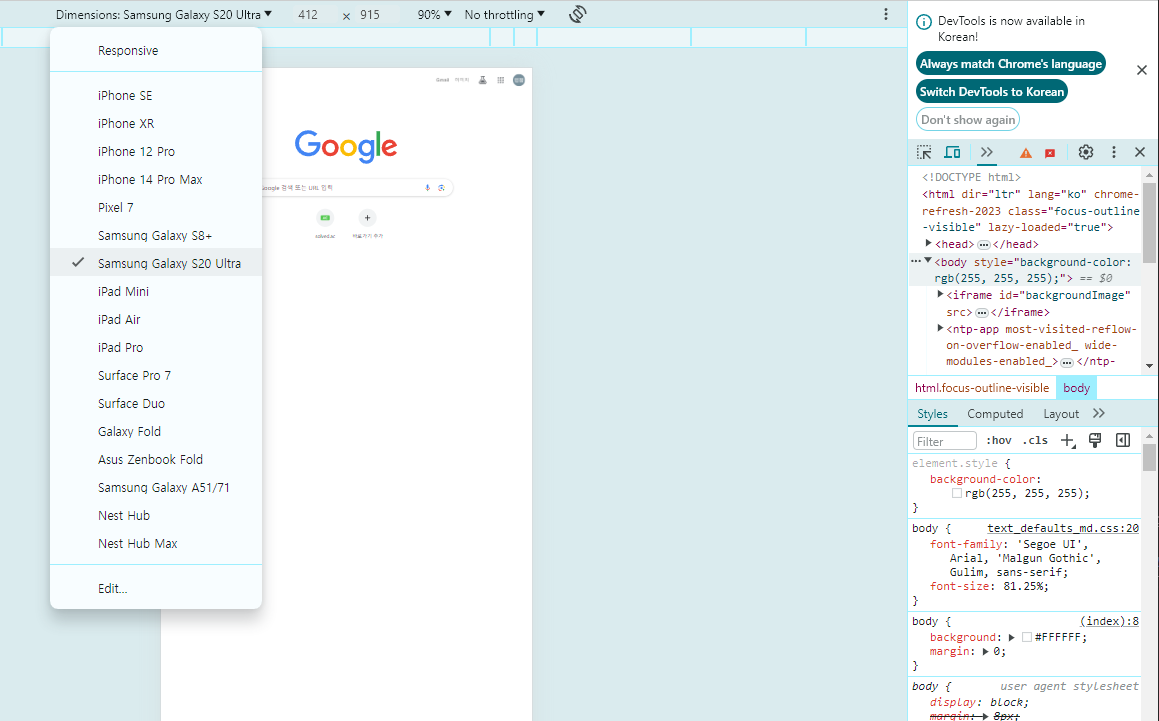 Dimensions: Samsung Galaxy S20 Ultra 412 × 915 90% No throttling
Responsive
iPhone SE
iPhone XR
iPhone 12 Pro
iPhone 14 Pro Max
Pixel 7
Samsung Galaxy S8+
Samsung Galaxy S20 Ultra
iPad Mini
iPad Air
iPad Pro
Surface Pro 7
Surface Duo
Galaxy Fold
Asus Zenbook Fold
Samsung Galaxy A51/71
Nest Hub
Nest Hub Max
Edit...
Gmail 이미지
Google
Google 검색 또는 URL 입력
solved.ac 바로가기 추가
DevTools is now available in
Korean!
Always match Chrome's language
Switch DevTools to Korean
Don't show again
<!DOCTYPE html>
<html dir="ltr" lang="ko" chrome-
refresh-2023 class="focus-outline
-visible" lazy-loaded="true">
<head> ••• </head>
••• <body style="background-color:
rgb(255, 255, 255);"> == $0
<iframe id="backgroundImage"
src> ••• </iframe>
<ntp-app most-visited-reflow-
on-overflow-enabled_ wide-
modules-enabled_> ••• </ntp-
html.focus-outline-visible body
Styles Computed Layout
Filter :hov .cls
element.style {
background-color:
rgb(255, 255, 255);
}
body { text_defaults_md.css:20
font-family: 'Segoe UI',
Arial, 'Malgun Gothic',
Gulim, sans-serif;
font-size: 81.25%;
}
body { (index):8
background: #FFFFFF;
margin: 0;
}
body { user agent stylesheet
display: block;
margin: 8px;